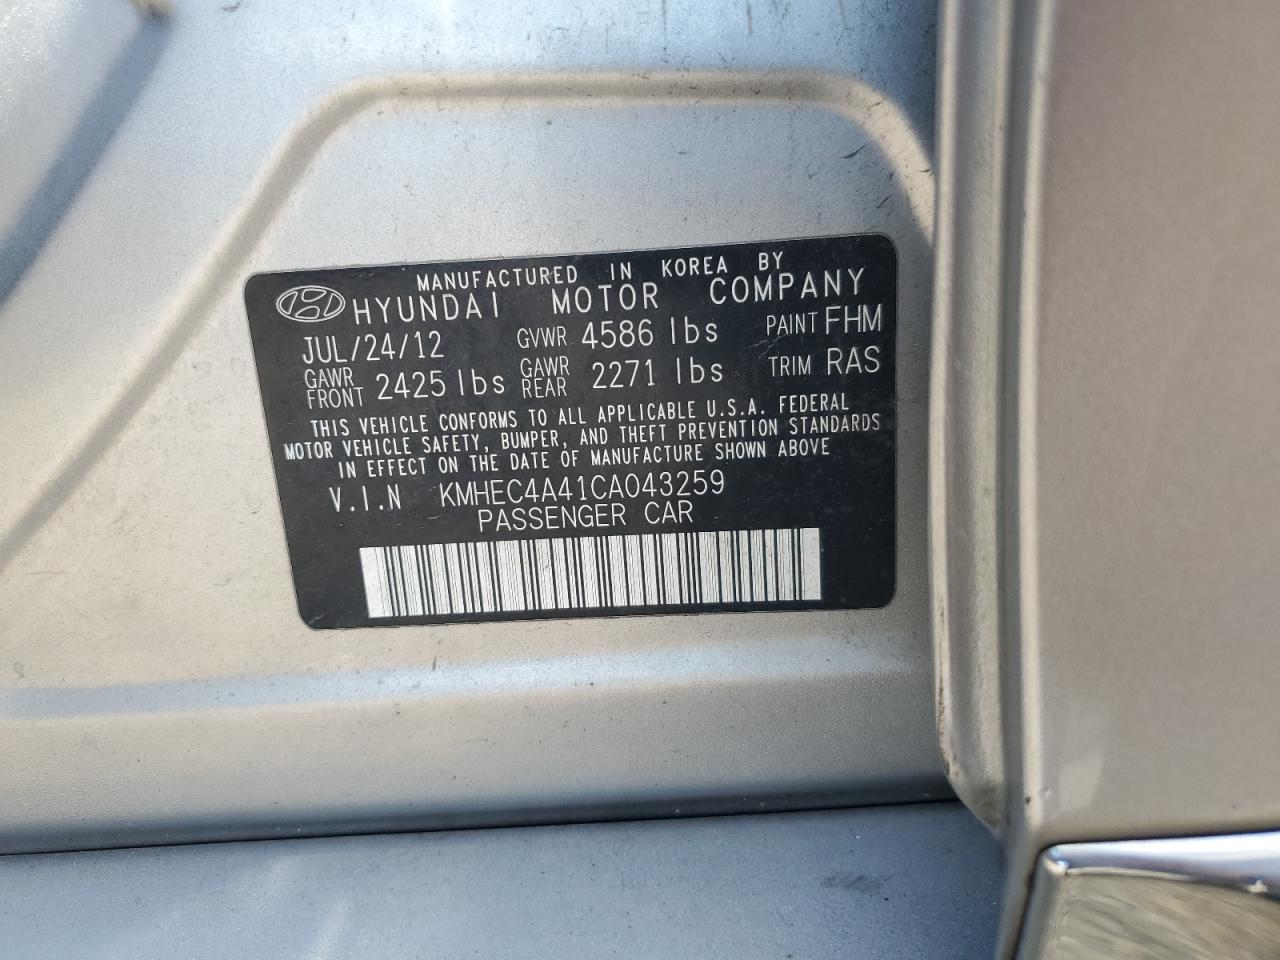 MANUFACTURED IN KOREA BY
HYUNDAI MOTOR COMPANY
JUL/24/12 GVWR 4586 lbs PAINT FHM
GAWR FRONT 2425 lbs GAWR REAR 2271 lbs TRIM RAS
THIS VEHICLE CONFORMS TO ALL APPLICABLE U.S.A. FEDERAL
MOTOR VEHICLE SAFETY, BUMPER, AND THEFT PREVENTION STANDARDS
IN EFFECT ON THE DATE OF MANUFACTURE SHOWN ABOVE
V.I.N KMHEC4A41CA043259
PASSENGER CAR